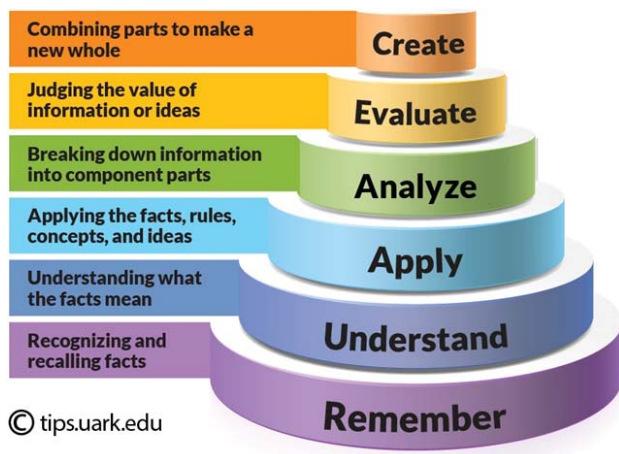 Combining parts to make a
new whole
Create
Judging the value of
information or ideas
Evaluate
Breaking down information
into component parts
Analyze
Applying the facts, rules,
concepts, and ideas
Apply
Understanding what
the facts mean
Understand
Recognizing and
recalling facts
Remember
© tips.uark.edu